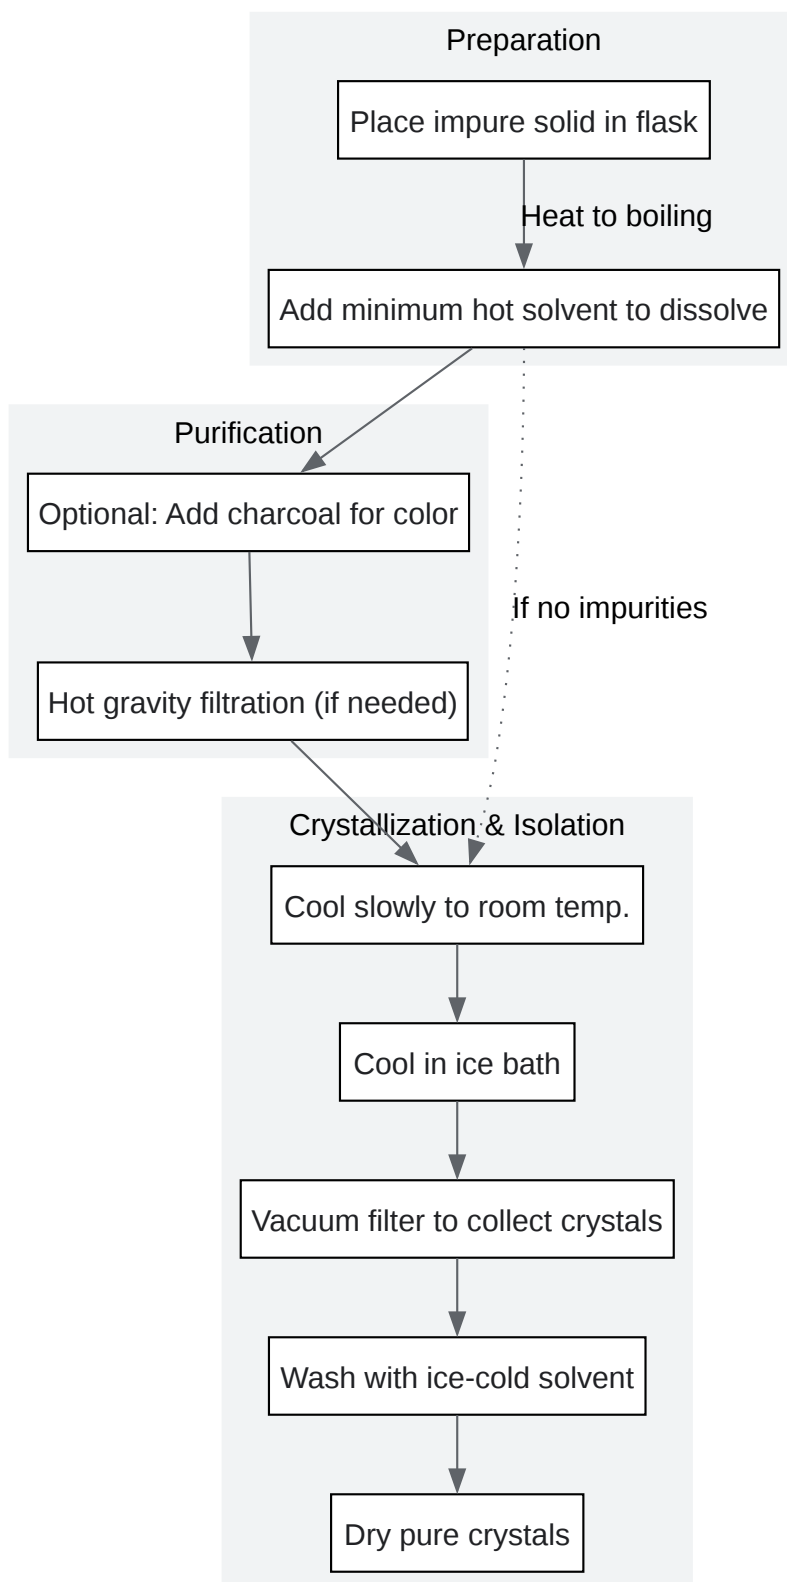 Preparation
Place impure solid in flask
Heat to boiling
Add minimum hot solvent to dissolve
Purification
Optional: Add charcoal for color
If no impurities
Hot gravity filtration (if needed)
Crystallization & Isolation
Cool slowly to room temp.
Cool in ice bath
Vacuum filter to collect crystals
Wash with ice-cold solvent
Dry pure crystals